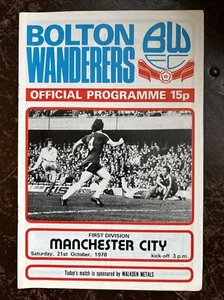 BOLTON
WANDERERS
BW
OFFICIAL PROGRAMME 15p
FIRST DIVISION
MANCHESTER CITY
Saturday, 21st October, 1978
kick-off 3 p.m.
Today's match is sponsored by WALKDEN METALS